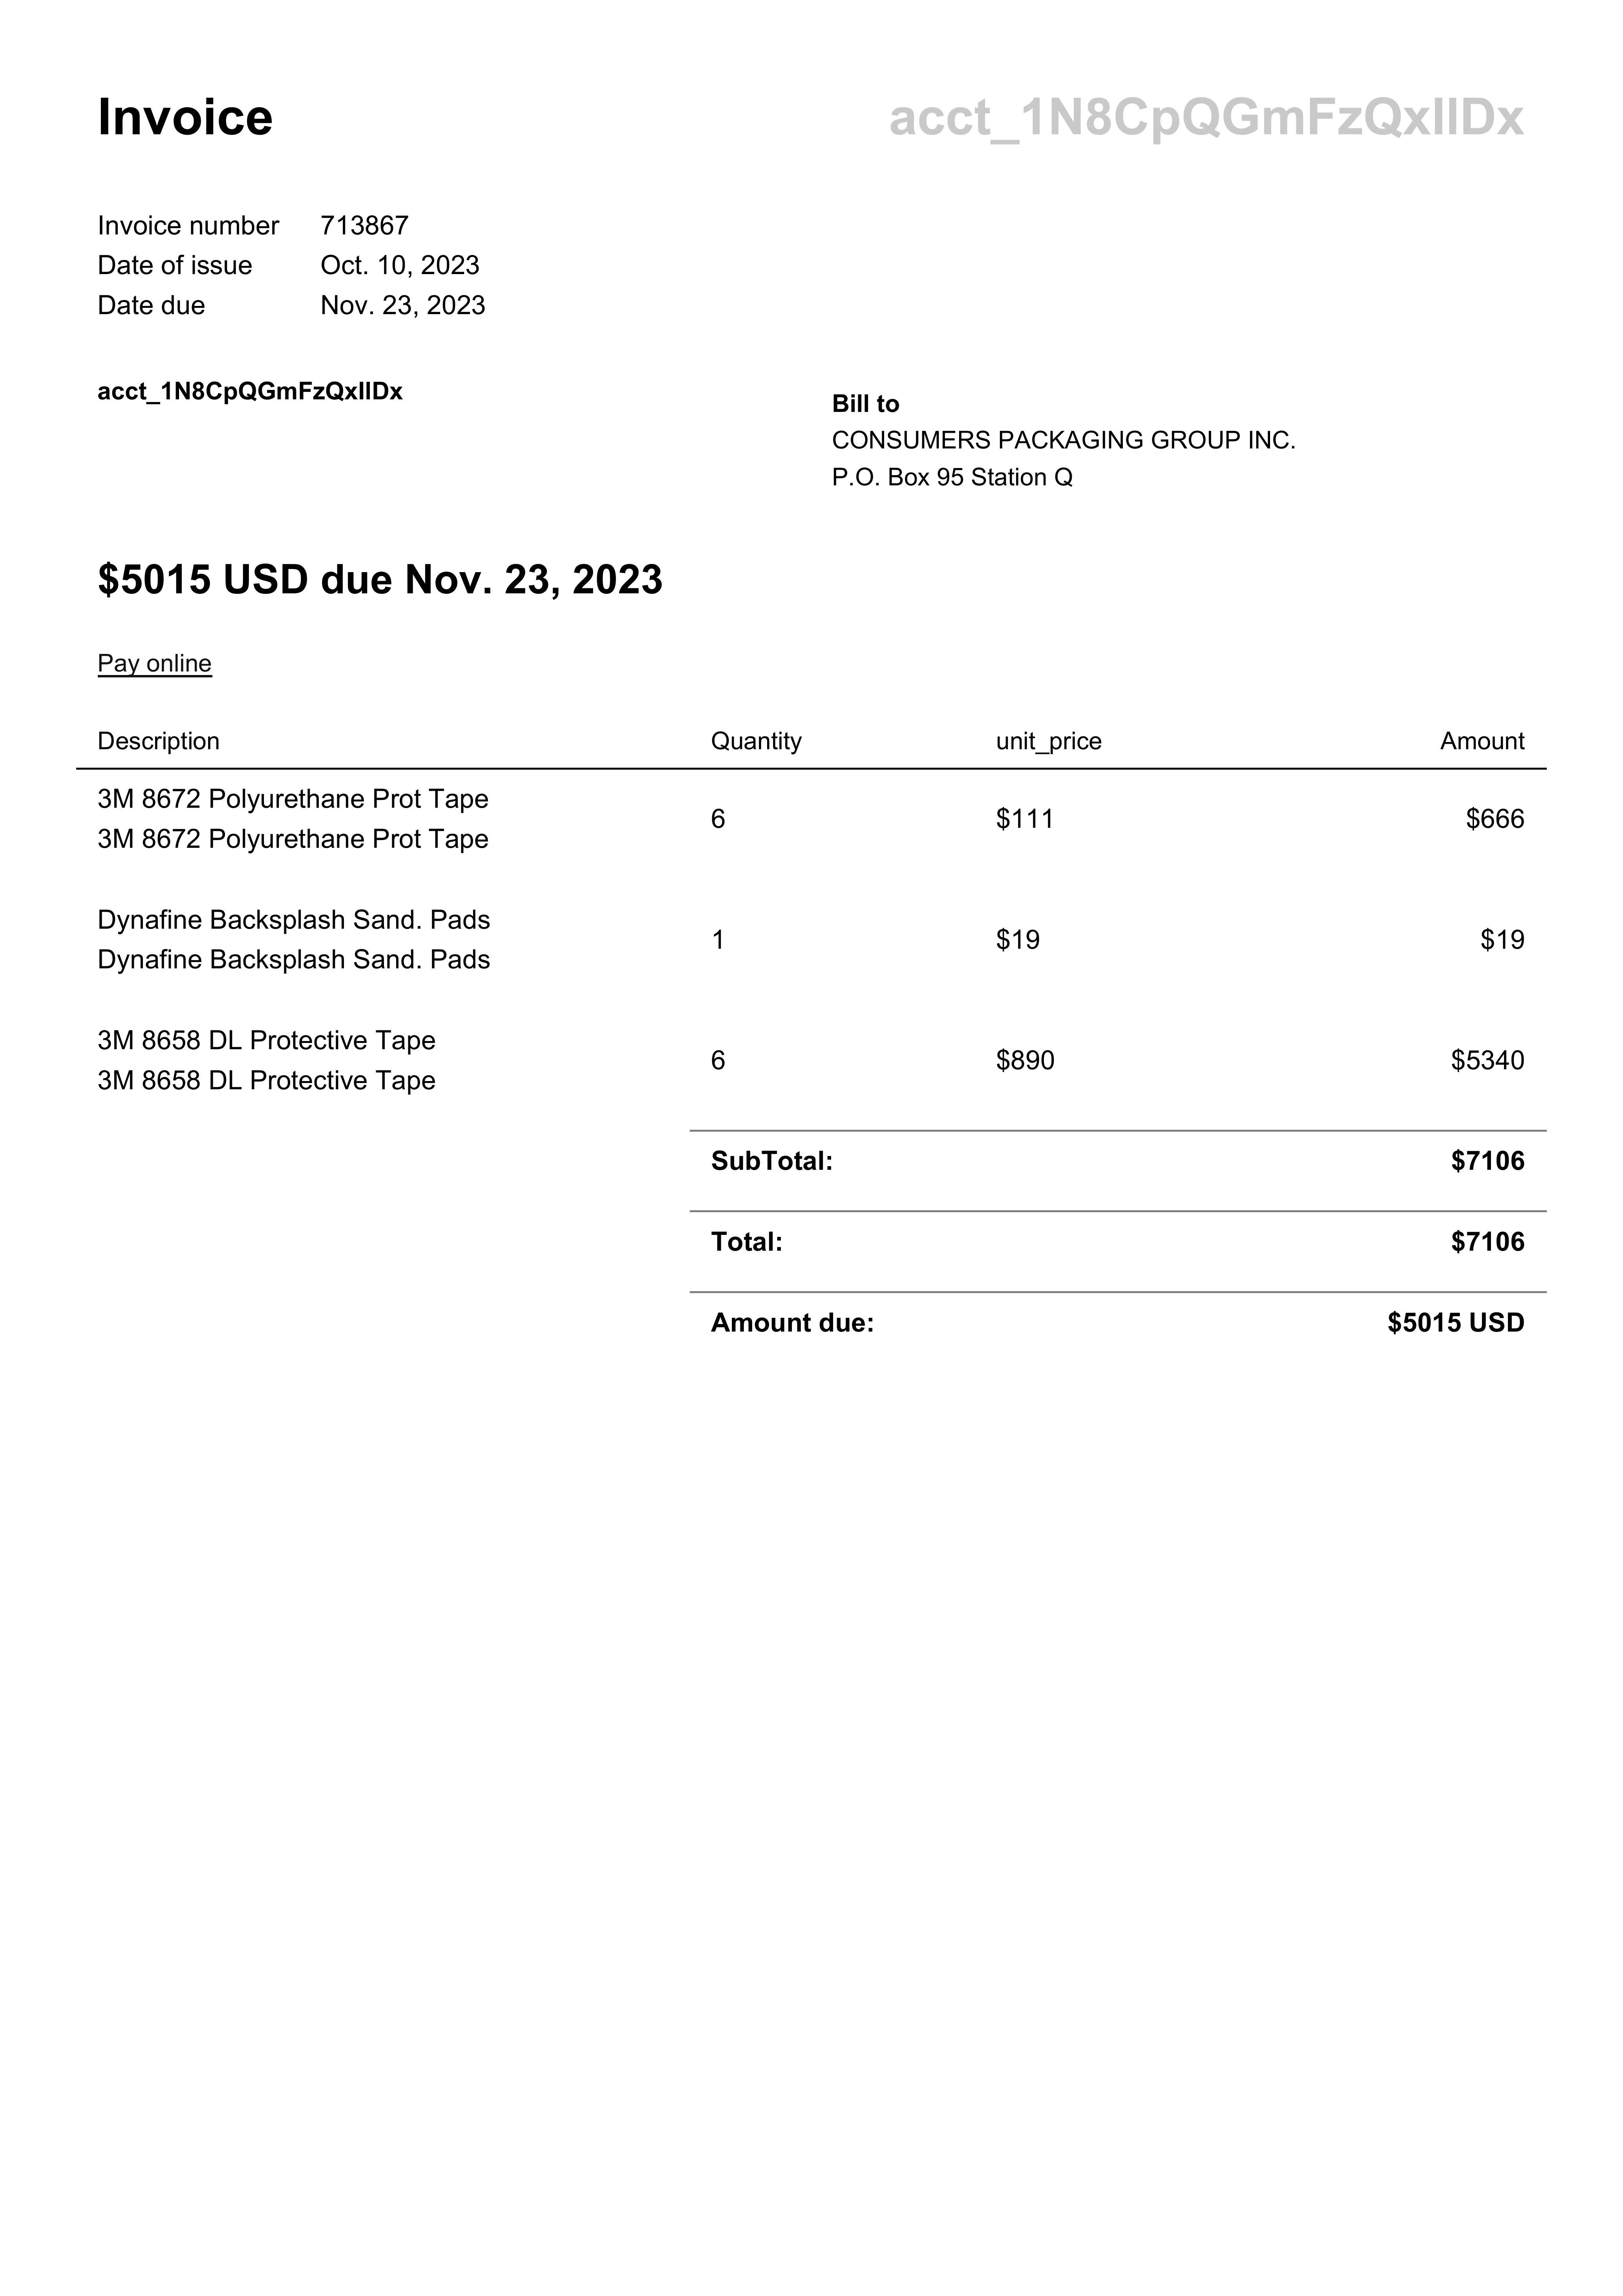 Invoice
acct_1N8CpQGmFzQxIIDx
Invoice number 713867
Date of issue Oct. 10, 2023
Date due Nov. 23, 2023
acct_1N8CpQGmFzQxIIDx
Bill to
CONSUMERS PACKAGING GROUP INC.
P.O. Box 95 Station Q
$5015 USD due Nov. 23, 2023
Pay online
Description Quantity unit_price Amount
3M 8672 Polyurethane Prot Tape
3M 8672 Polyurethane Prot Tape
6 $111 $666
Dynafine Backsplash Sand. Pads
Dynafine Backsplash Sand. Pads
1 $19 $19
3M 8658 DL Protective Tape
3M 8658 DL Protective Tape
6 $890 $5340
SubTotal: $7106
Total: $7106
Amount due: $5015 USD